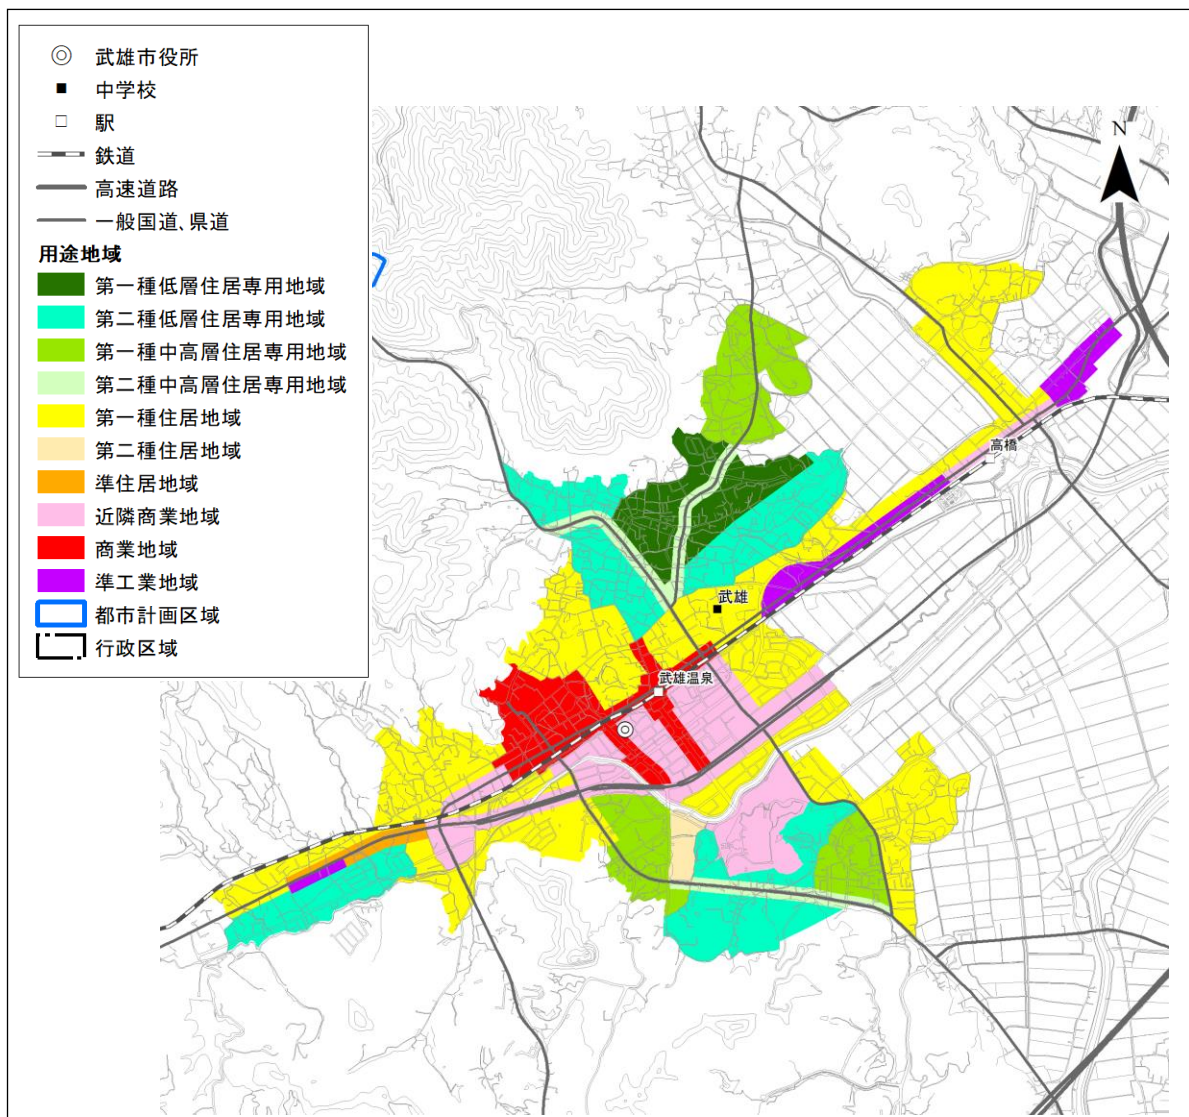 武雄市役所
中学校
駅
鉄道
高速道路
一般国道、県道
用途地域
第一種低層住居専用地域
第二種低層住居専用地域
第一種中高層住居専用地域
第二種中高層住居専用地域
第一種住居地域
第二種住居地域
準住居地域
近隣商業地域
商業地域
準工業地域
都市計画区域
行政区域
N
高橋
武雄
武雄温泉